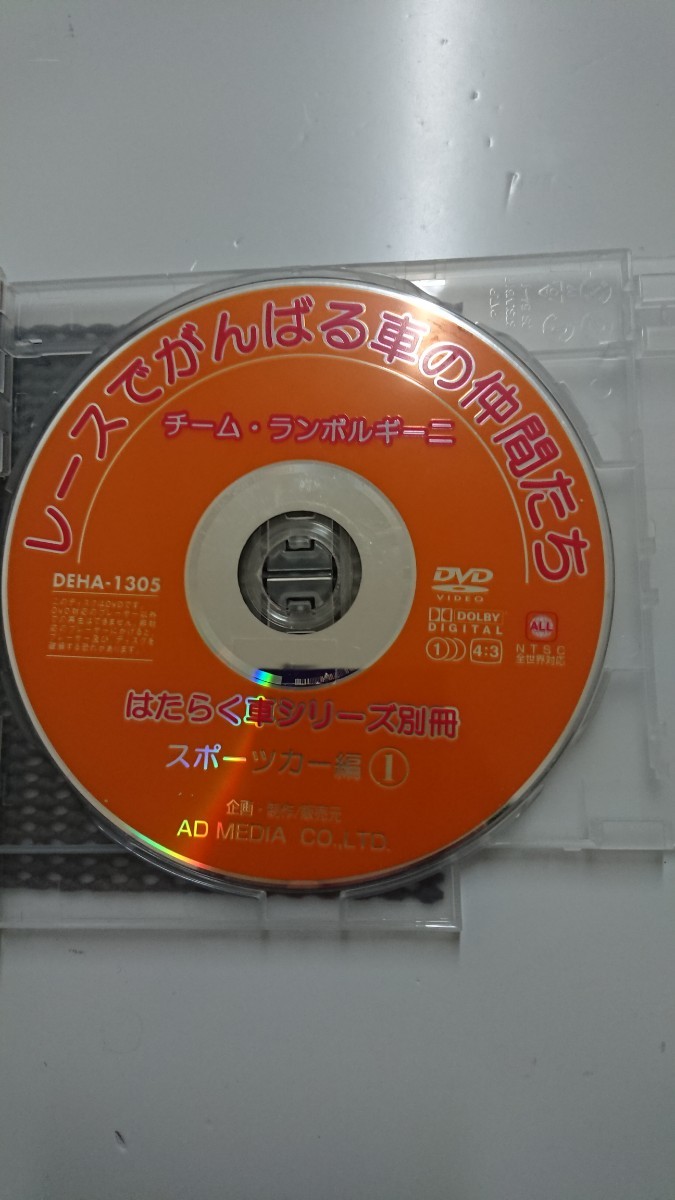 レースでがんばる車の仲間たち
チーム・ランボルギーニ
DEHA-1305
DVD
VIDEO
DOLBY
DIGITAL
1
4:3
ALL
NTSC
全世界対応
はたらく車シリーズ別冊
スポーツカー編①
企画・製作/販売元
AD MEDIA CO.,LTD.